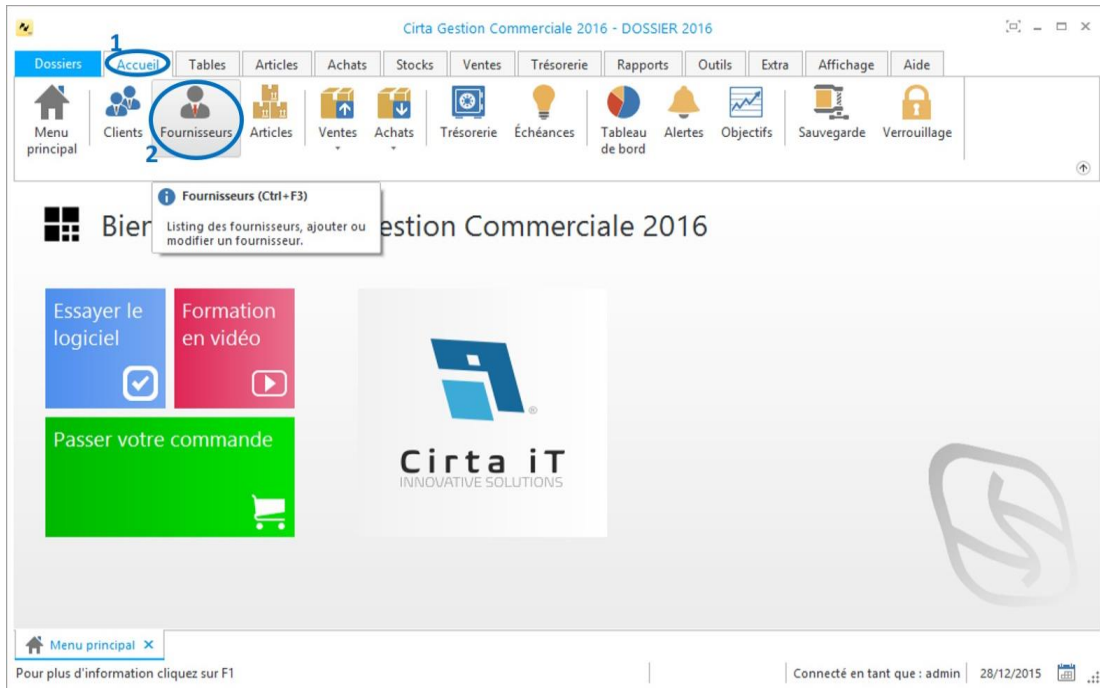 Cirta Gestion Commerciale 2016 - DOSSIER 2016
1
Dossiers Accueil Tables Articles Achats Stocks Ventes Trésorerie Rapports Outils Extra Affichage Aide
Menu principal
Clients
Fournisseurs
Articles
Ventes
Achats
Trésorerie
Échéances
Tableau de bord
Alertes
Objectifs
Sauvegarde
Verrouillage
2
Fournisseurs (Ctrl+F3)
Listing des fournisseurs, ajouter ou
modifier un fournisseur.
Bien estion Commerciale 2016
Essayer le
logiciel
Formation
en vidéo
Passer votre commande
Cirta iT
INNOVATIVE SOLUTIONS
Menu principal
Pour plus d'information cliquez sur F1
Connecté en tant que : admin
28/12/2015